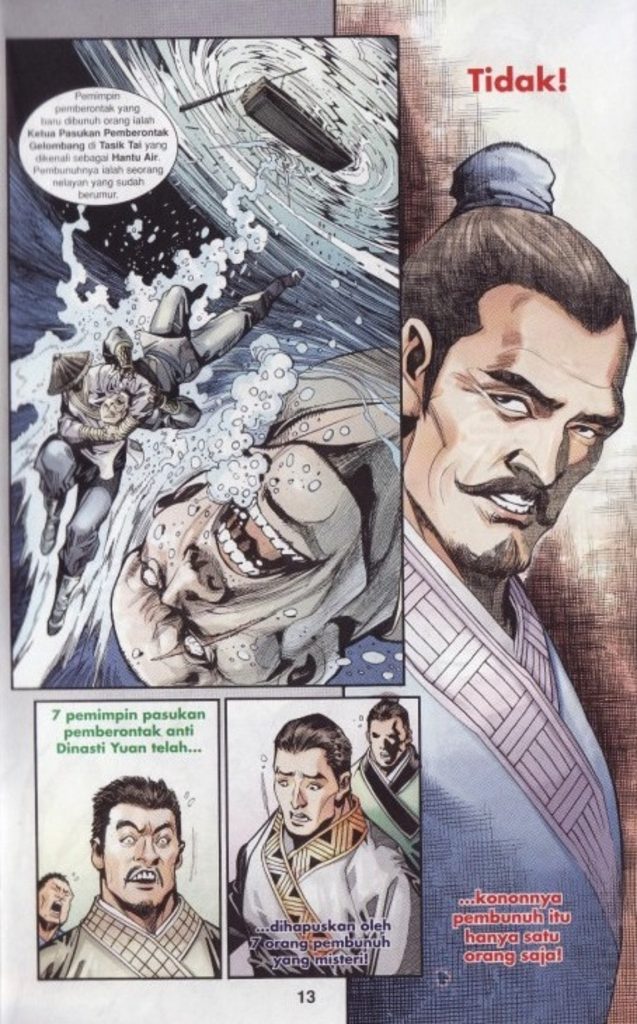 Pemimpin
pemberontak yang
baru dibunuh orang ialah
Ketua Pasukan Pemberontak
Gelombang di Tasik Tai yang
dikenali sebagai Hantu Air.
Pembunuhnya ialah seorang
nelayan yang sudah
berumur.
Tidak!
7 pemimpin pasukan
pemberontak anti
Dinasti Yuan telah...
...dihapuskan oleh
7 orang pembunuh
yang misteri!
...kononnya
pembunuh itu
hanya satu
orang saja!
13